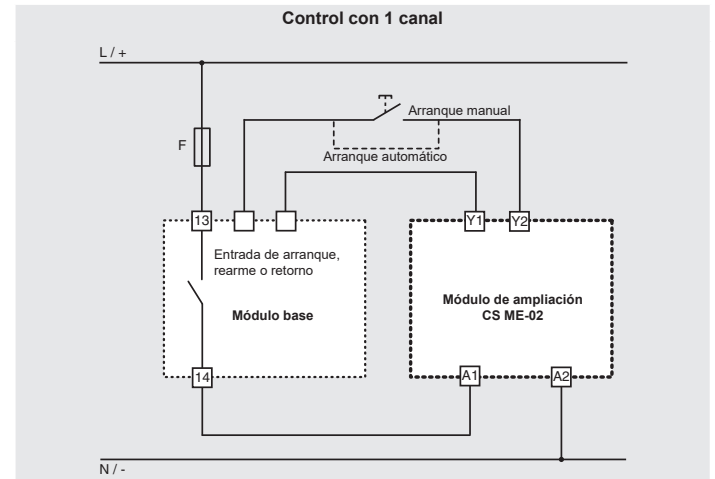 Control con 1 canal
L / +
Arranque manual
F
Arranque automático
13
Y1
Y2
Entrada de arranque,
rearme o retorno
Módulo base
Módulo de ampliación
CS ME-02
14
A1
A2
N / -